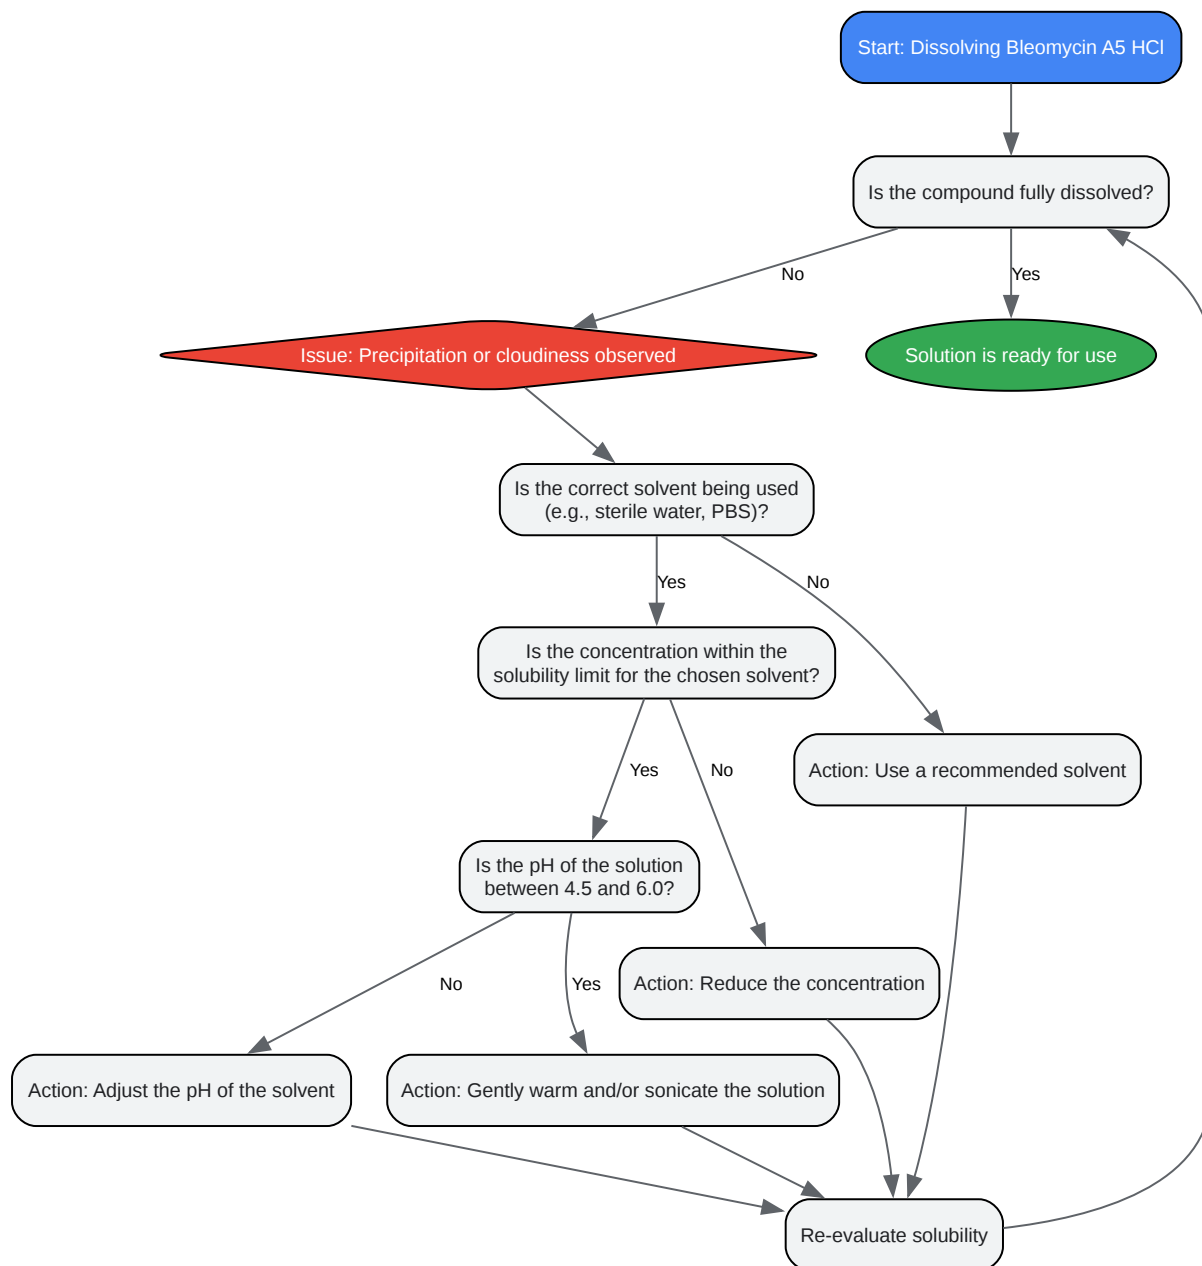 Start: Dissolving Bleomycin A5 HCl
Is the compound fully dissolved?
No
Yes
Issue: Precipitation or cloudiness observed
Solution is ready for use
Is the correct solvent being used
(e.g., sterile water, PBS)?
Yes
No
Is the concentration within the
solubility limit for the chosen solvent?
Yes
No
Action: Use a recommended solvent
Is the pH of the solution
between 4.5 and 6.0?
No
Yes
Action: Reduce the concentration
Action: Adjust the pH of the solvent
Action: Gently warm and/or sonicate the solution
Re-evaluate solubility